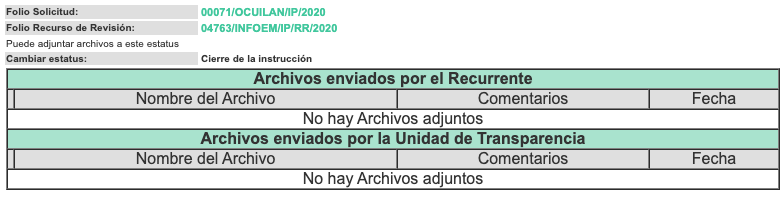 Folio Solicitud: 00071/OCUILAN/IP/2020
Folio Recurso de Revisión: 04763/INFOEM/IP/RR/2020
Puede adjuntar archivos a este estatus
Cambiar estatus: Cierre de la instrucción
Archivos enviados por el Recurrente
Nombre del Archivo Comentarios Fecha
No hay Archivos adjuntos
Archivos enviados por la Unidad de Transparencia
Nombre del Archivo Comentarios Fecha
No hay Archivos adjuntos